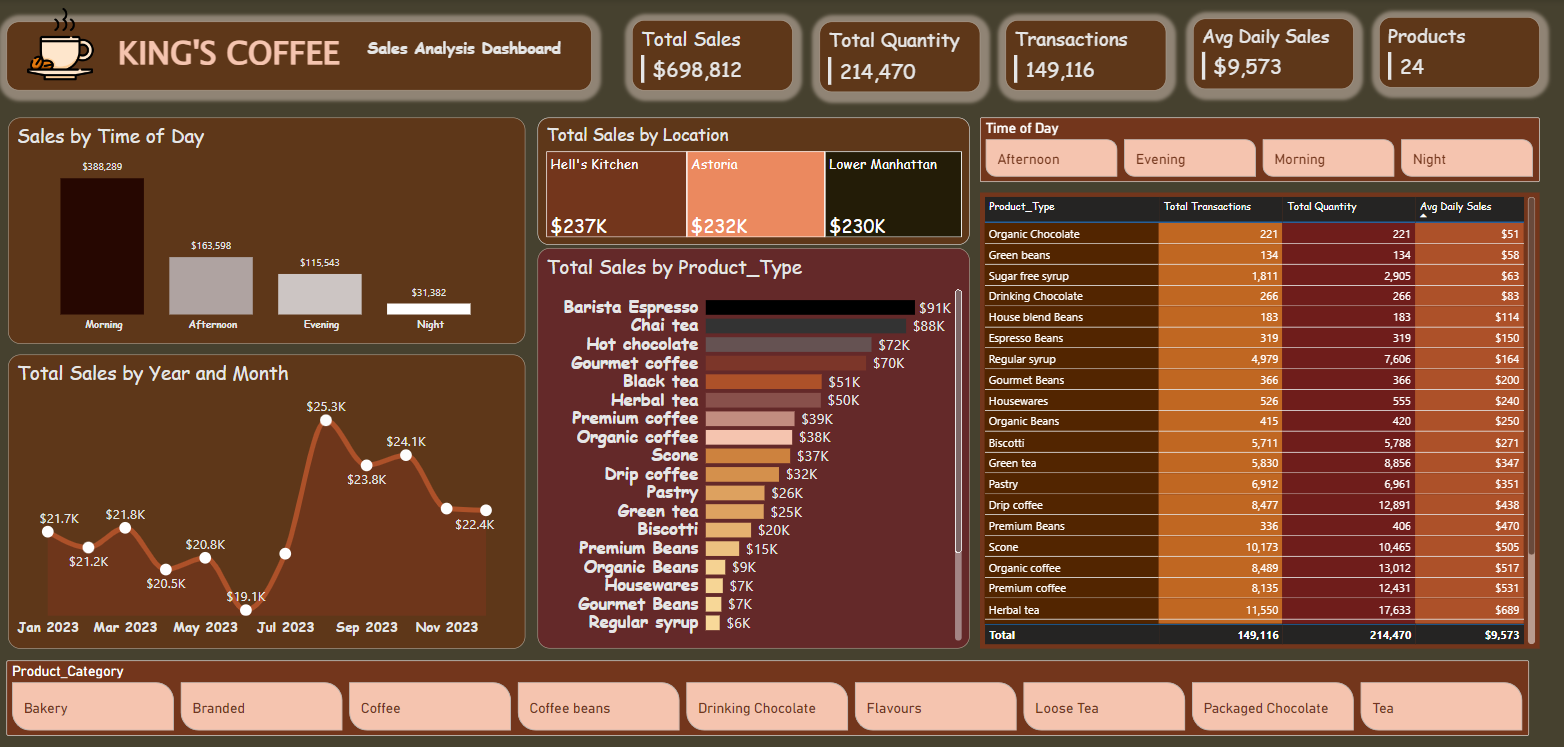 KING'S COFFEE
Sales Analysis Dashboard
Total Sales
$698,812
Total Quantity
214,470
Transactions
149,116
Avg Daily Sales
$9,573
Products
24
Sales by Time of Day
$388,289
$163,598
$115,543
$31,382
Morning Afternoon Evening Night
Total Sales by Year and Month
$25.3K
$24.1K
$23.8K
$21.7K
$21.8K
$22.4K
$21.2K
$20.8K
$20.5K
$19.1K
Jan 2023 Mar 2023 May 2023 Jul 2023 Sep 2023 Nov 2023
Total Sales by Location
Hell's Kitchen
$237K
Astoria
$232K
Lower Manhattan
$230K
Total Sales by Product_Type
Barista Espresso $91K
Chai tea $88K
Hot chocolate $72K
Gourmet coffee $70K
Black tea $51K
Herbal tea $50K
Premium coffee $39K
Organic coffee $38K
Scone $37K
Drip coffee $32K
Pastry $26K
Green tea $25K
Biscotti $20K
Premium Beans $15K
Organic Beans $9K
Housewares $7K
Gourmet Beans $7K
Regular syrup $6K
Time of Day
Afternoon Evening Morning Night
Product_Type Total Transactions Total Quantity Avg Daily Sales
Organic Chocolate 221 221 $51
Green beans 134 134 $58
Sugar free syrup 1,811 2,905 $63
Drinking Chocolate 266 266 $83
House blend Beans 183 183 $114
Espresso Beans 319 319 $150
Regular syrup 4,979 7,606 $164
Gourmet Beans 366 366 $200
Housewares 526 555 $240
Organic Beans 415 420 $250
Biscotti 5,711 5,788 $271
Green tea 5,830 8,856 $347
Pastry 6,912 6,961 $351
Drip coffee 8,477 12,891 $438
Premium Beans 336 406 $470
Scone 10,173 10,465 $505
Organic coffee 8,489 13,012 $517
Premium coffee 8,135 12,431 $531
Herbal tea 11,550 17,633 $689
Total 149,116 214,470 $9,573
Product_Category
Bakery Branded Coffee Coffee beans Drinking Chocolate Flavours Loose Tea Packaged Chocolate Tea